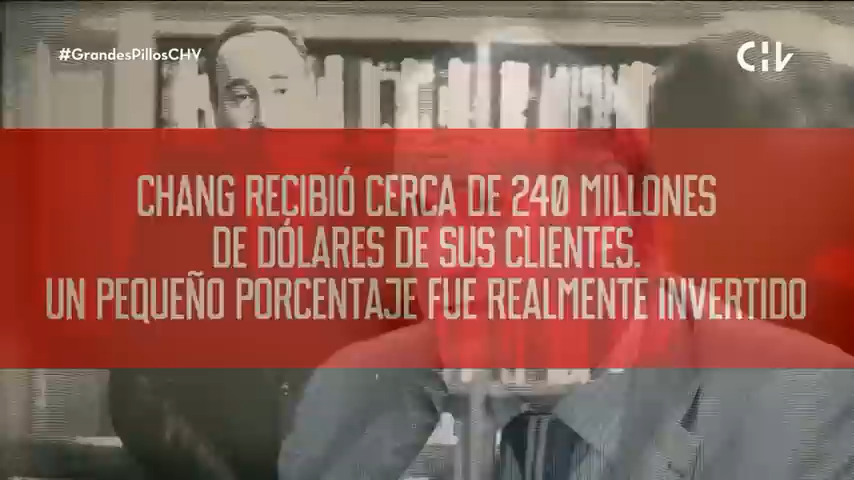 #GrandesPillosCHV
CHV
CHANG RECIBIÓ CERCA DE 240 MILLONES
DE DÓLARES DE SUS CLIENTES.
UN PEQUEÑO PORCENTAJE FUE REALMENTE INVERTIDO